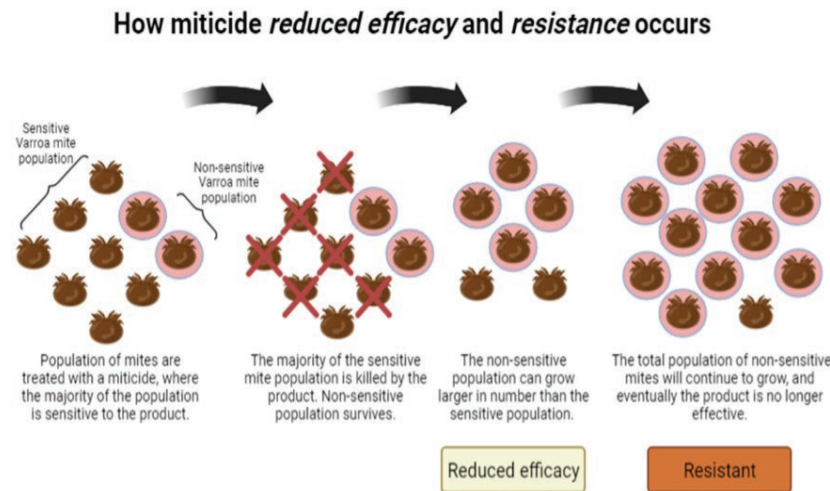 How miticide reduced efficacy and resistance occurs
Sensitive
Varroa mite
population
Non-sensitive
Varroa mite
population
Population of mites are
treated with a miticide, where
the majority of the population
is sensitive to the product.
The majority of the sensitive
mite population is killed by the
product. Non-sensitive
population survives.
The non-sensitive
population can grow
larger in number than the
sensitive population.
The total population of non-sensitive
mites will continue to grow, and
eventually the product is no longer
effective.
Reduced efficacy
Resistant